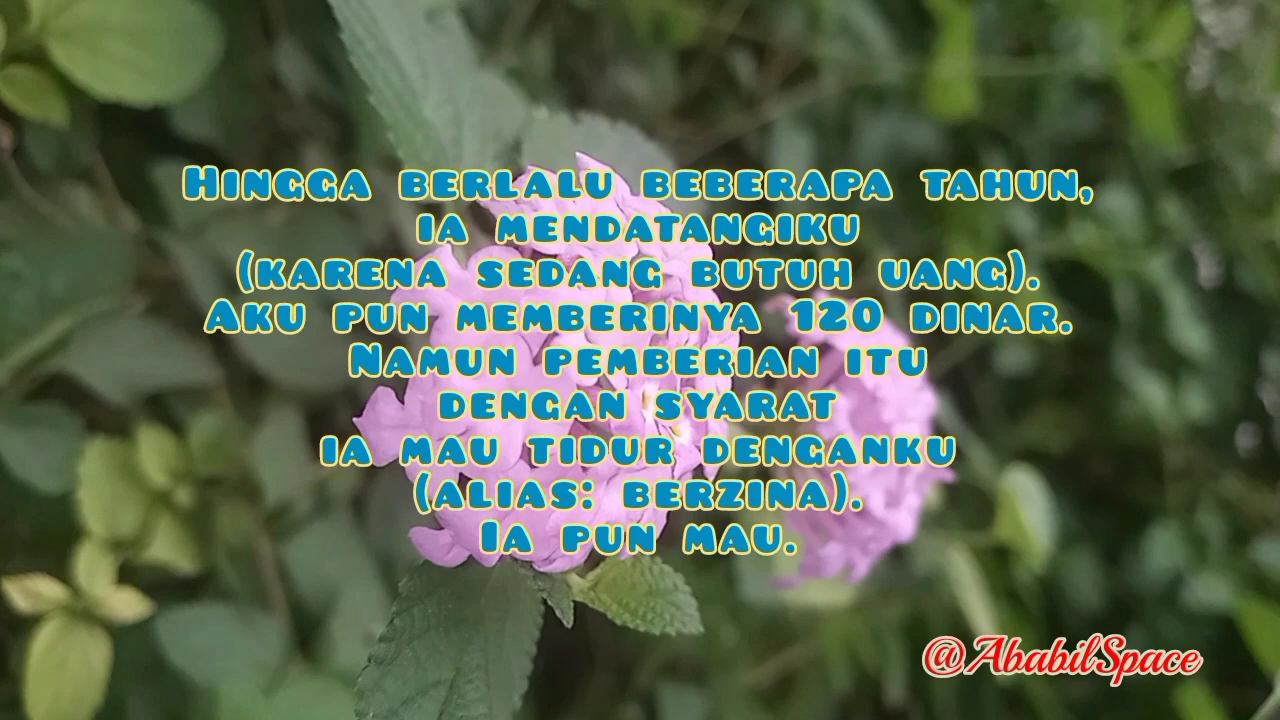 Hingga berlalu beberapa tahun,
ia mendatangiku
(karena sedang butuh uang).
Aku pun memberinya 120 dinar.
Namun pemberian itu
dengan syarat
ia mau tidur denganku
(alias: berzina).
Ia pun mau.
@AbabilSpace